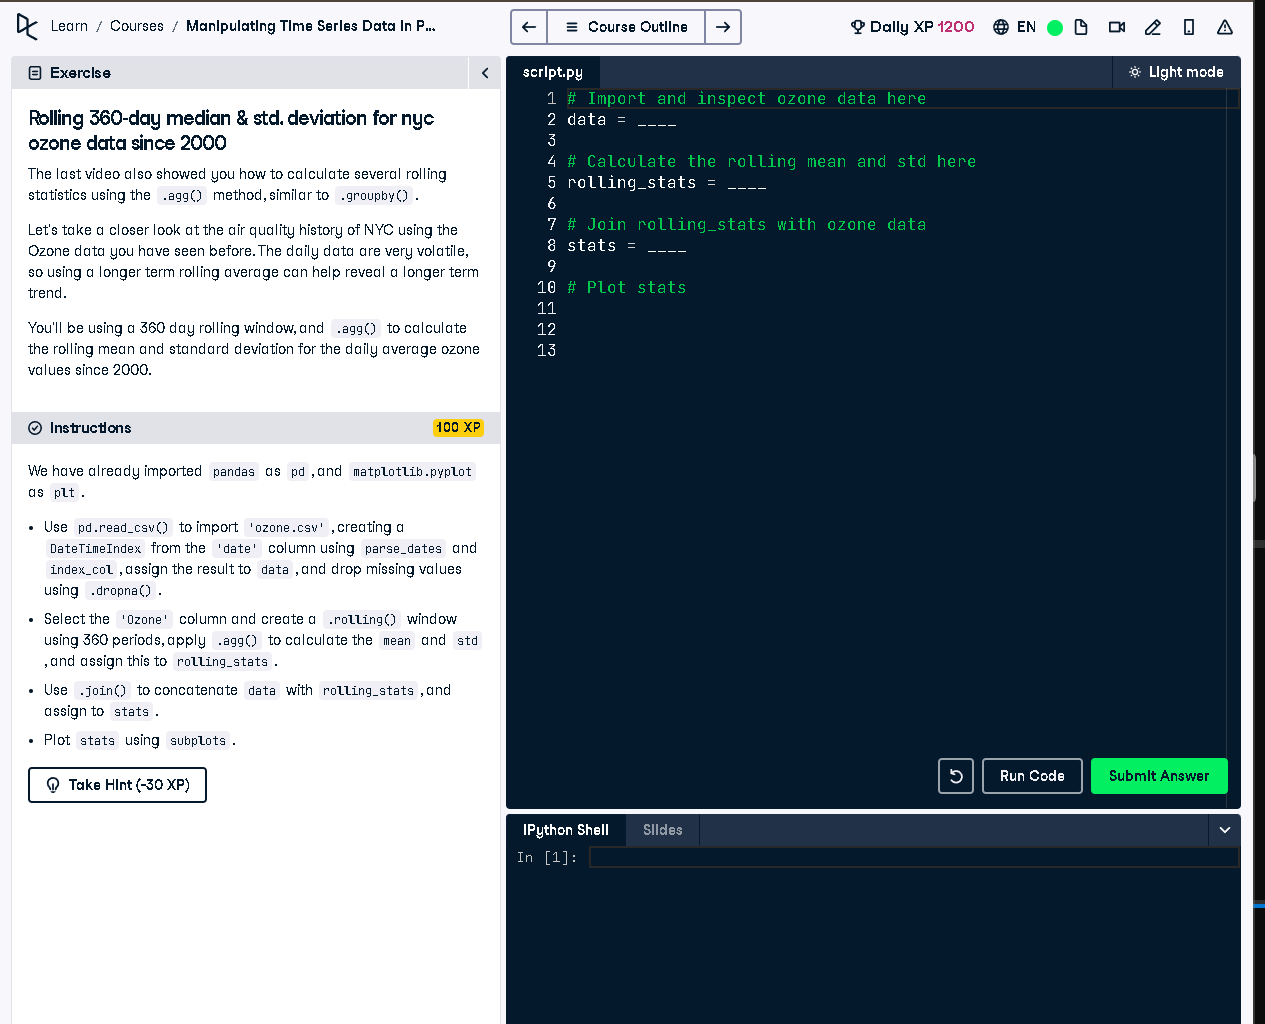 Learn / Courses / Manipulating Time Series Data in P...
Course Outline
Daily XP 1200
EN
Exercise
Rolling 360-day median & std. deviation for nyc
ozone data since 2000
The last video also showed you how to calculate several rolling
statistics using the .agg() method, similar to .groupby() .
Let's take a closer look at the air quality history of NYC using the
Ozone data you have seen before. The daily data are very volatile,
so using a longer term rolling average can help reveal a longer term
trend.
You'll be using a 360 day rolling window, and .agg() to calculate
the rolling mean and standard deviation for the daily average ozone
values since 2000.
Instructions
100 XP
We have already imported pandas as pd , and matplotlib.pyplot
as plt .
• Use pd.read_csv() to import 'ozone.csv' , creating a
DateTimeIndex from the 'date' column using parse_dates and
index_col , assign the result to data , and drop missing values
using .dropna() .
• Select the 'Ozone' column and create a .rolling() window
using 360 periods, apply .agg() to calculate the mean and std
, and assign this to rolling_stats .
• Use .join() to concatenate data with rolling_stats , and
assign to stats .
• Plot stats using subplots .
Take Hint (-30 XP)
script.py
Light mode
1 # Import and inspect ozone data here
2 data = ____
3
4 # Calculate the rolling mean and std here
5 rolling_stats = ____
6
7 # Join rolling_stats with ozone data
8 stats = ____
9
10 # Plot stats
11
12
13
Run Code
Submit Answer
IPython Shell
Slides
In [1]: